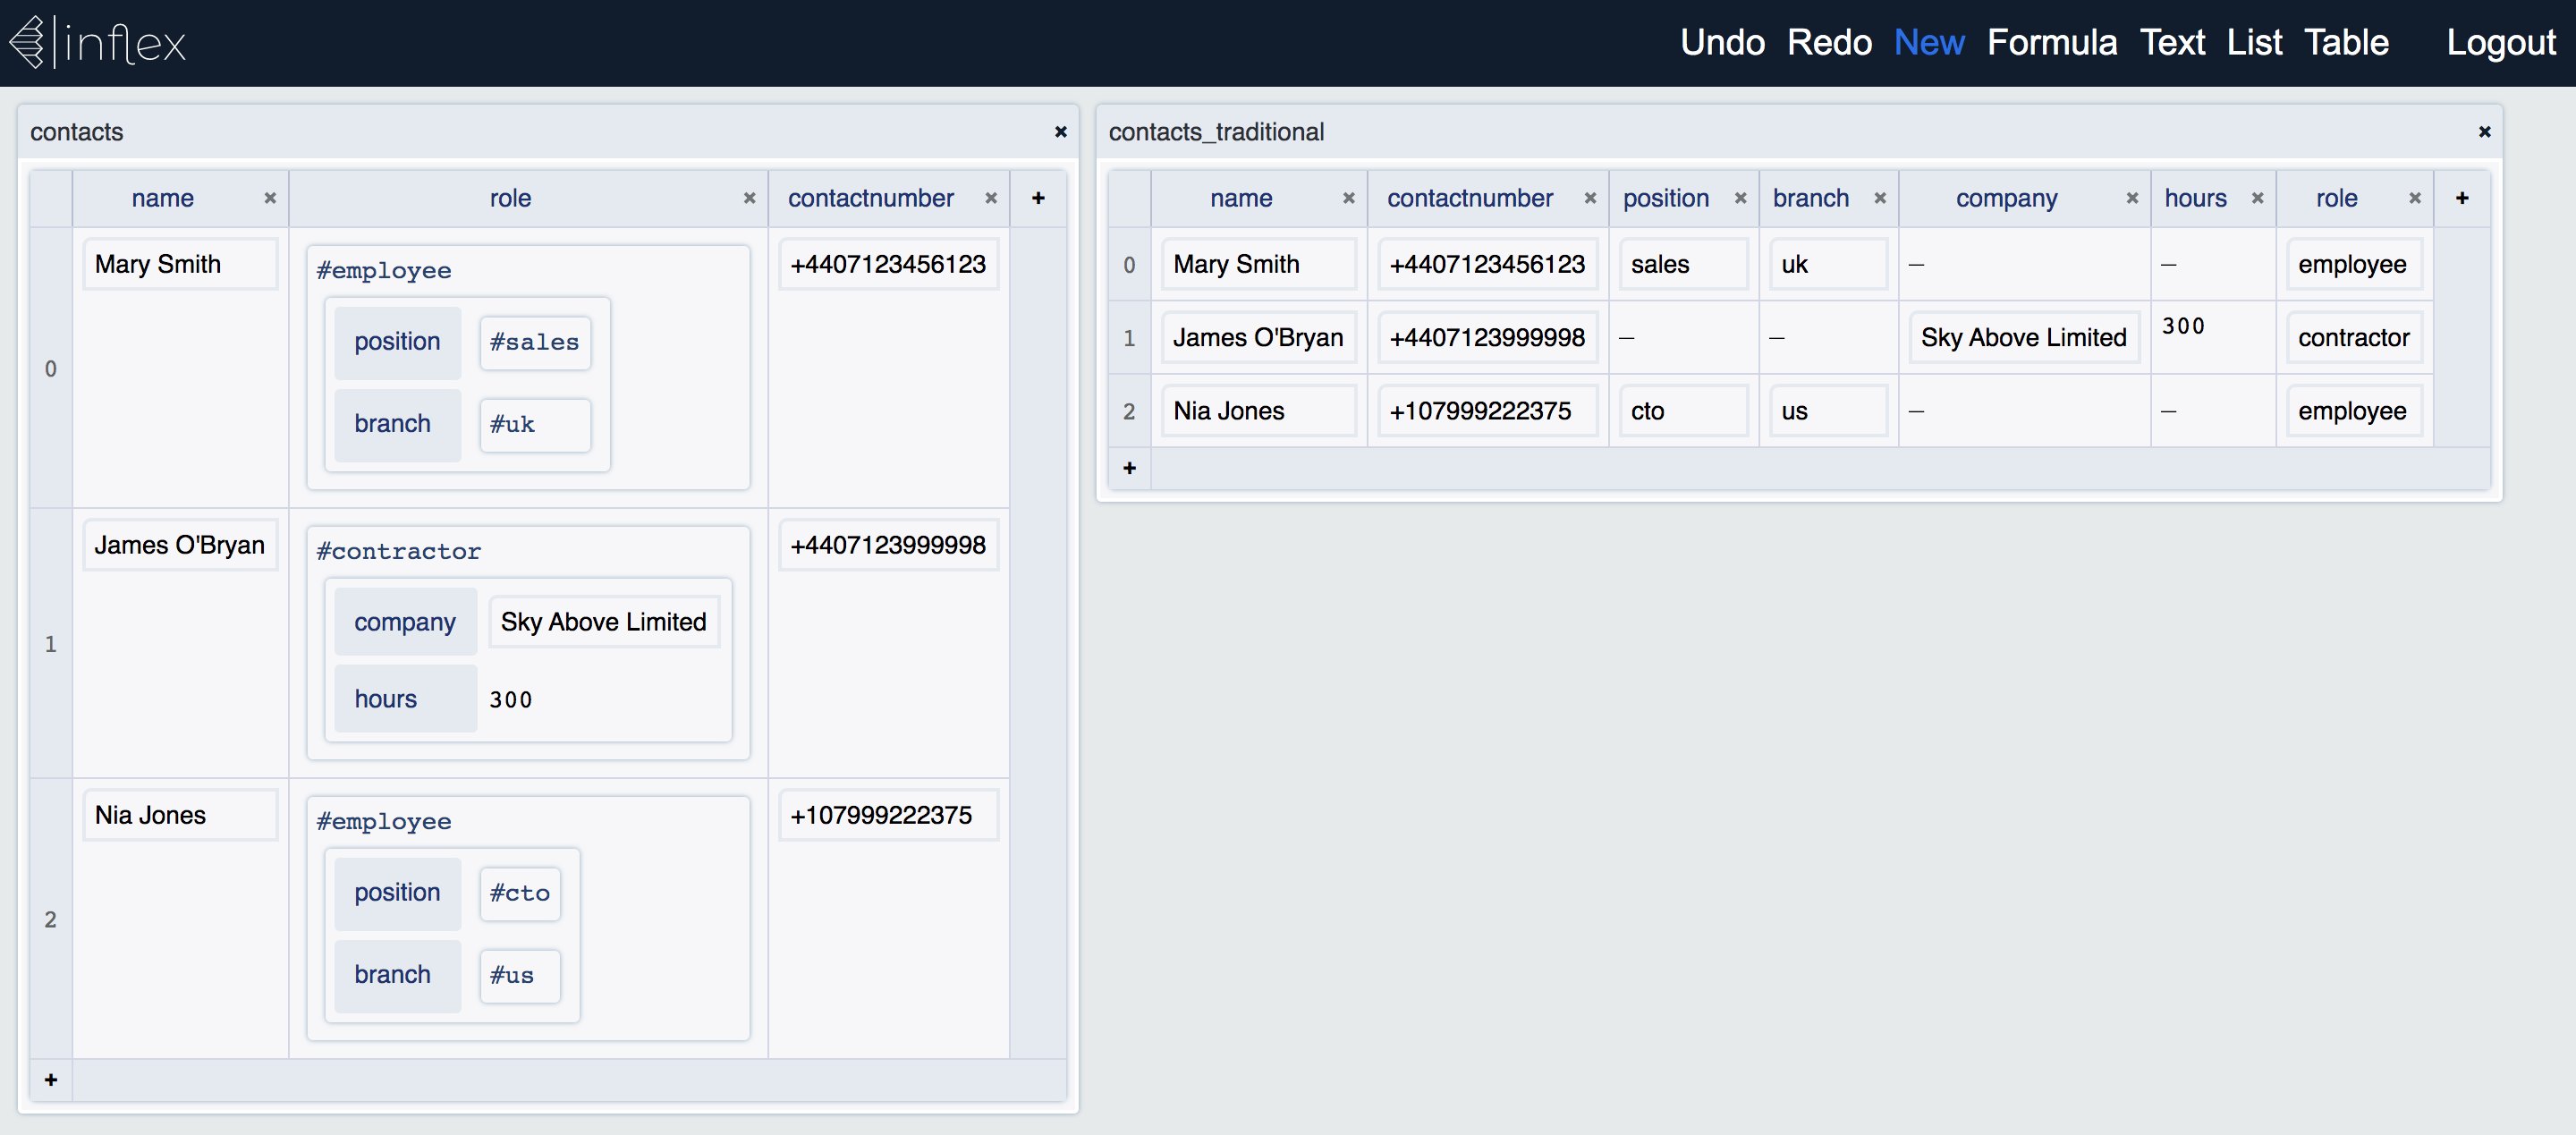 inflex
Undo Redo New Formula Text List Table Logout
contacts ×
name × role × contactnumber × +
0 Mary Smith #employee +4407123456123
position #sales
branch #uk
1 James O'Bryan #contractor +4407123999998
company Sky Above Limited
hours 300
2 Nia Jones #employee +107999222375
position #cto
branch #us
+
contacts_traditional ×
name × contactnumber × position × branch × company × hours × role × +
0 Mary Smith +4407123456123 sales uk – – employee
1 James O'Bryan +4407123999998 – – Sky Above Limited 300 contractor
2 Nia Jones +107999222375 cto us – – employee
+